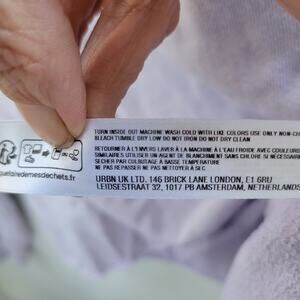 TURN INSIDE OUT MACHINE WASH COLD WITH LIKE COLORS USE ONLY NON-CH
BLEACH TUMBLE DRY LOW DO NOT IRON DO NOT DRY CLEAN
RETOURNER À L'ENVERS LAVER À LA MACHINE À L'EAU FROIDE AVEC COULEURS
SIMILAIRES UTILISER UN AGENT DE BLANCHIMENT SANS CHLORE SI NÉCESSAIRE
SÉCHAGE PAR CULBUTAGE À BASSE TEMPÉRATURE
NE PAS REPASSER NE PAS NETTOYER À SEC
URBN UK LTD, 146 BRICK LANE LONDON, E1 6RU
LEIDSESTRAAT 32, 1017 PB AMSTERDAM, NETHERLANDS
quefairedemesdechets.fr